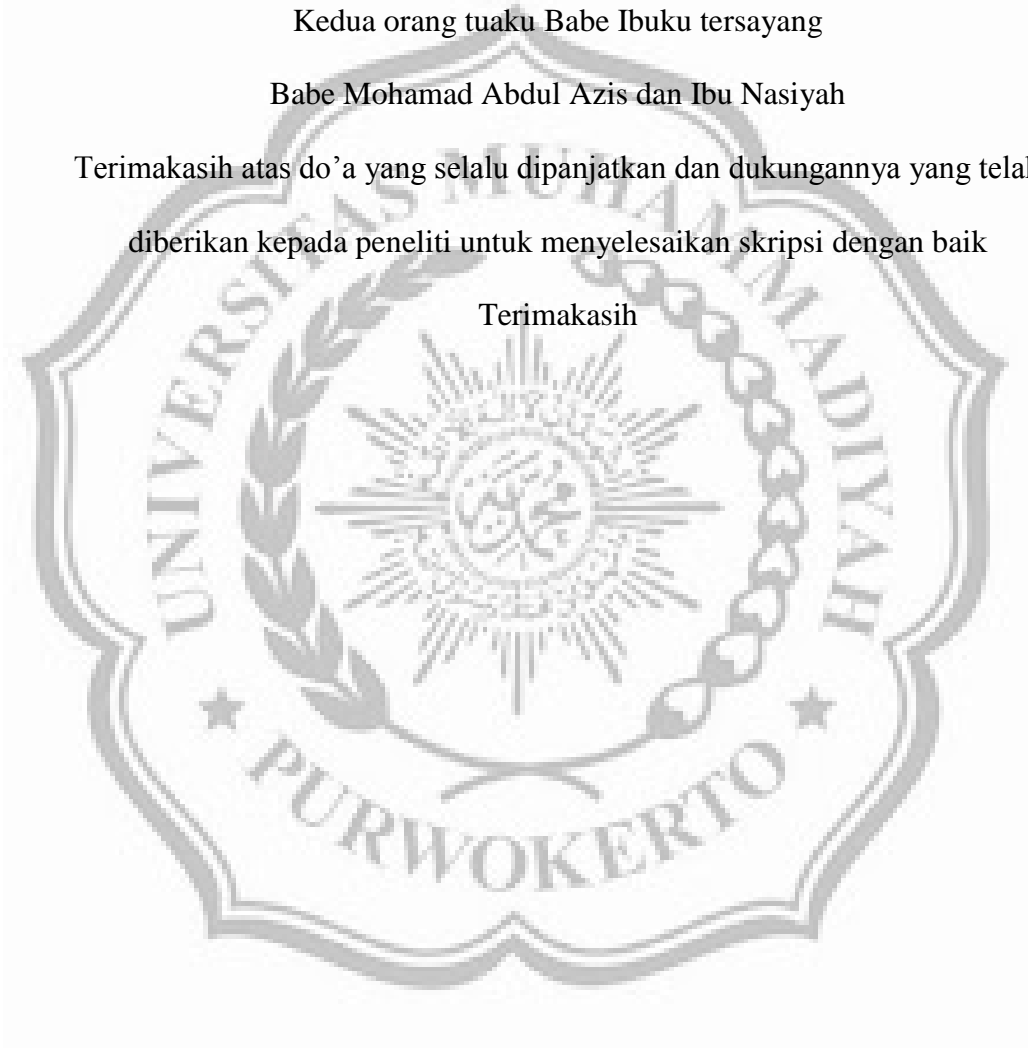 Kedua orang tuaku Babe Ibuku tersayang
Babe Mohamad Abdul Azis dan Ibu Nasiyah
Terimakasih atas do’a yang selalu dipanjatkan dan dukungannya yang telah
diberikan kepada peneliti untuk menyelesaikan skripsi dengan baik
Terimakasih
UNIVERSITAS MUHAMMADIYAH
PURWOKERTO